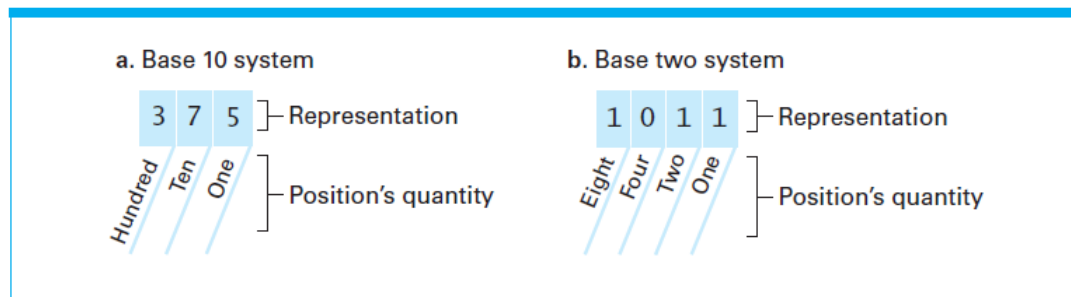 a. Base 10 system
3 7 5 Representation
Hundred Ten One Position's quantity
b. Base two system
1 0 1 1 Representation
Eight Four Two One Position's quantity